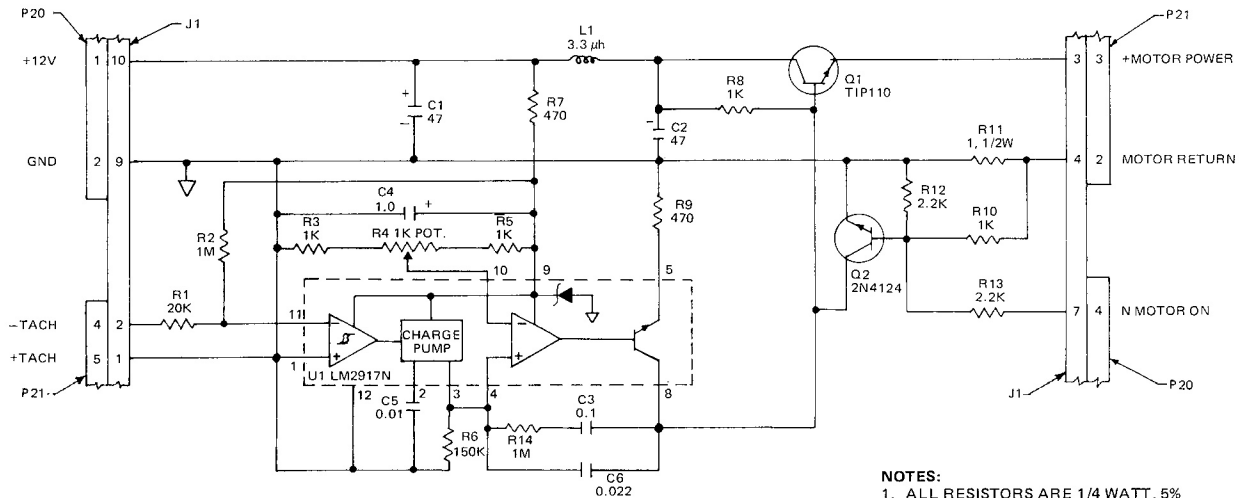 P20
J1
L1
3.3 μh
P21
+12V
1
10
3
3
+MOTOR POWER
Q1
TIP110
R8
1K
C1
47
+
−
R7
470
−
C2
47
R11
1, 1/2W
GND
2
9
4
2
MOTOR RETURN
R12
2.2K
R10
1K
C4
1.0
+
R9
470
R3
1K
R4 1K POT.
R5
1K
R2
1M
10
9
5
Q2
2N4124
R13
2.2K
R1
20K
−TACH
4
2
11
−
+
CHARGE
PUMP
−
+
7
4
N MOTOR ON
+TACH
5
1
1
U1 LM2917N
P21
12
C5
0.01
2
3
4
8
J1
P20
C3
0.1
R6
150K
R14
1M
C6
0.022
NOTES:
1. ALL RESISTORS ARE 1/4 WATT, 5%